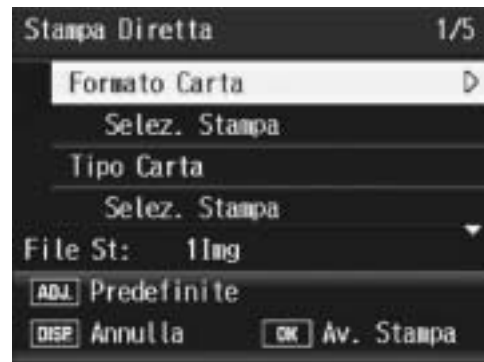 Stampa Diretta 1/5
Formato Carta
Selez. Stampa
Tipo Carta
Selez. Stampa
File St: 1Img
ADJ. Predefinite
DISP. Annulla OK Av. Stampa